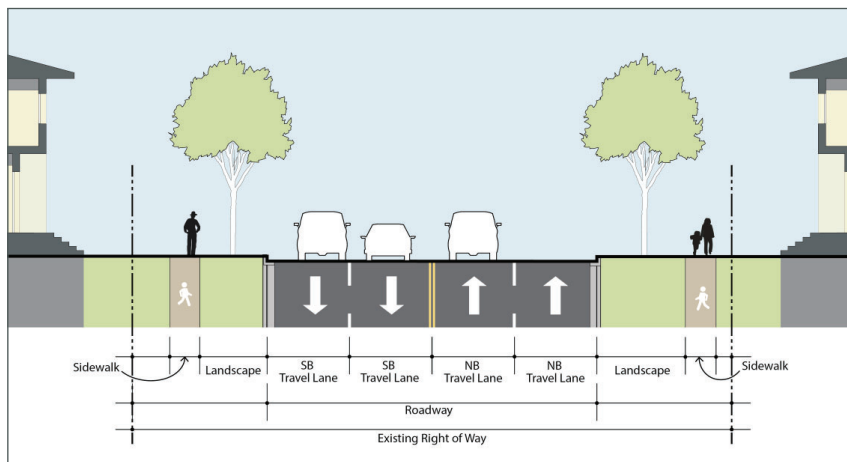 Sidewalk
Landscape
SB
Travel Lane
SB
Travel Lane
NB
Travel Lane
NB
Travel Lane
Landscape
Sidewalk
Roadway
Existing Right of Way